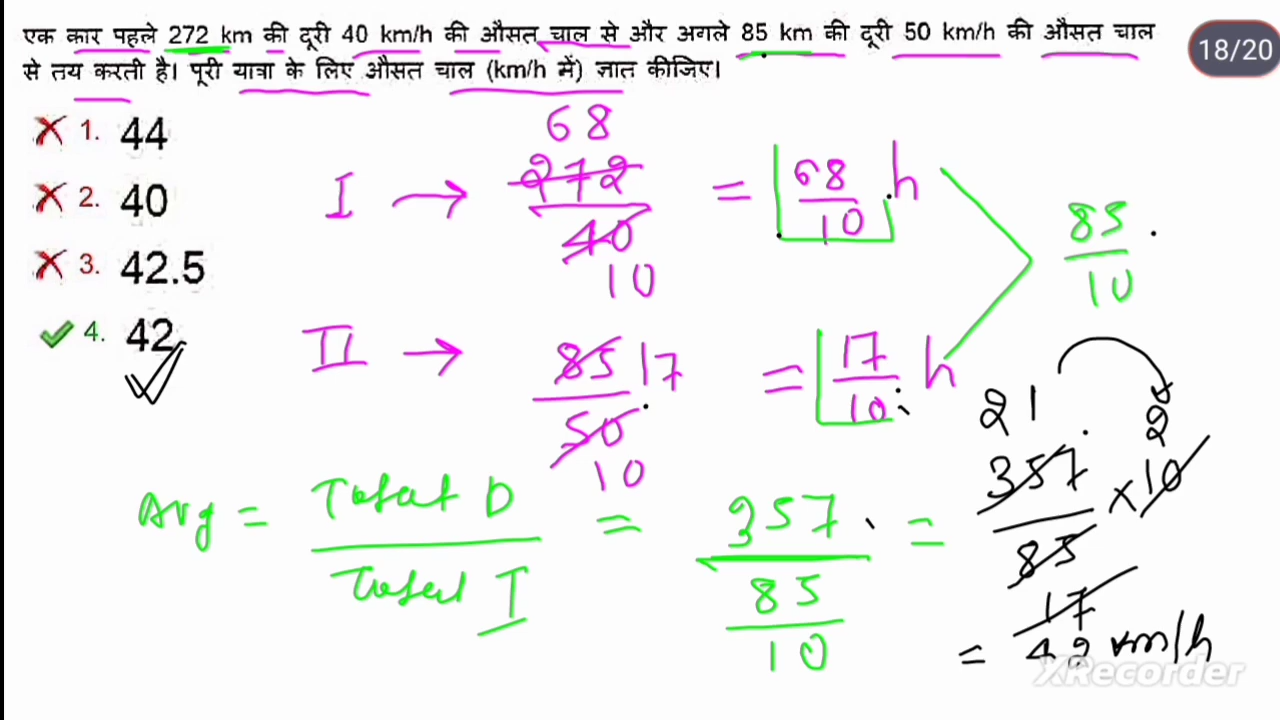 एक कार पहले 272 km की दूरी 40 km/h की औसत चाल से और अगले 85 km की दूरी 50 km/h की औसत चाल
से तय करती है। पूरी यात्रा के लिए औसत चाल (km/h में) ज्ञात कीजिए।
18/20
1. 44
2. 40
3. 42.5
4. 42
68
I → 272/40 = 68/10 h
10
85/10
II → 85/50 17 = 17/10 h
10
21 2
Avg = Total D / Total T = 357 / 85/10 = 357/85 × 10
17
= 42 km/h
XRecorder